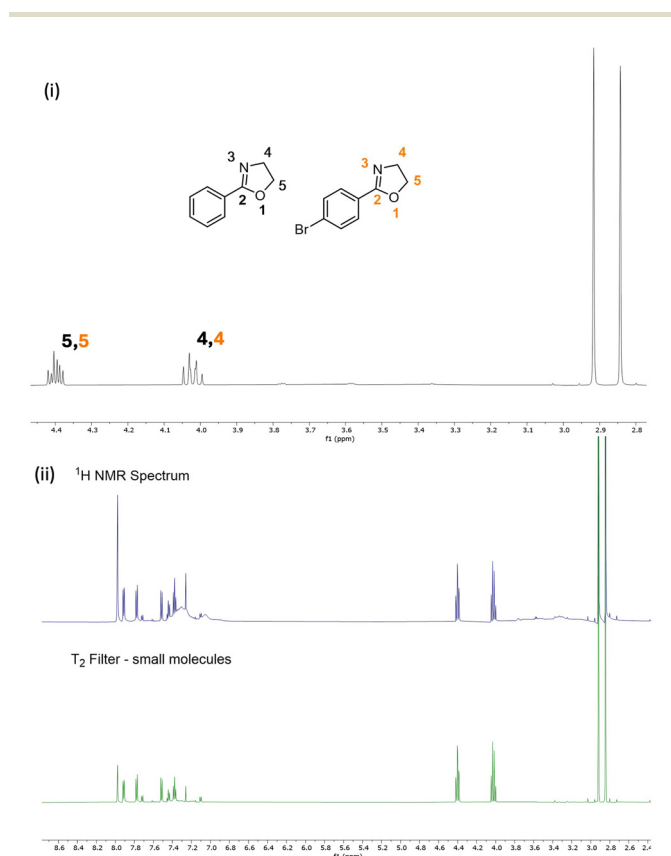 (i)
4
3
N
5
2
O
1
4
3
N
5
2
O
1
Br
5,5
4,4
4.4 4.3 4.2 4.1 4.0 3.9 3.8 3.7 3.6 3.5 3.4 3.3 3.2 3.1 3.0 2.9 2.8 2.7
f1 (ppm)
(ii) ¹H NMR Spectrum
T₂ Filter - small molecules
8.6 8.4 8.2 8.0 7.8 7.6 7.4 7.2 7.0 6.8 6.6 6.4 6.2 6.0 5.8 5.6 5.4 5.2 5.0 4.8 4.6 4.4 4.2 4.0 3.8 3.6 3.4 3.2 3.0 2.8 2.6 2.4
f1 (ppm)